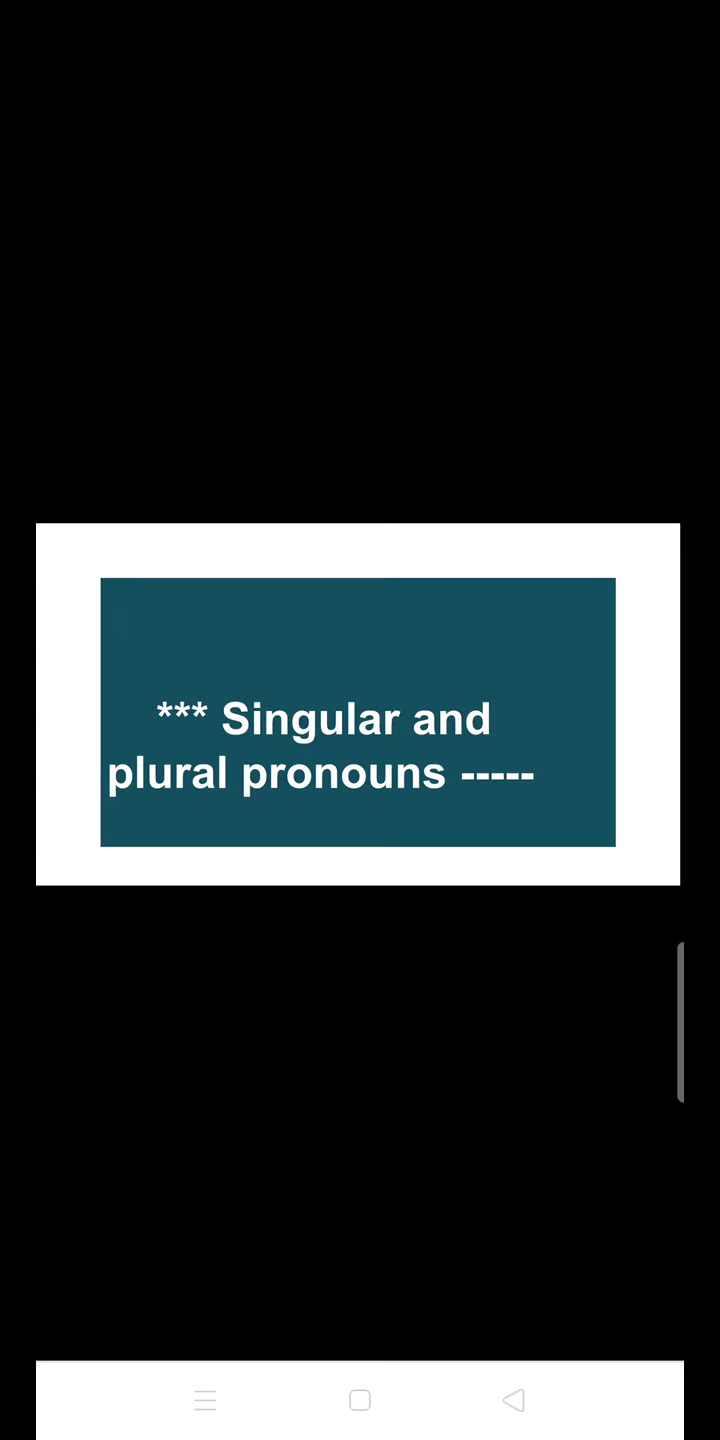 *** Singular and
plural pronouns -----